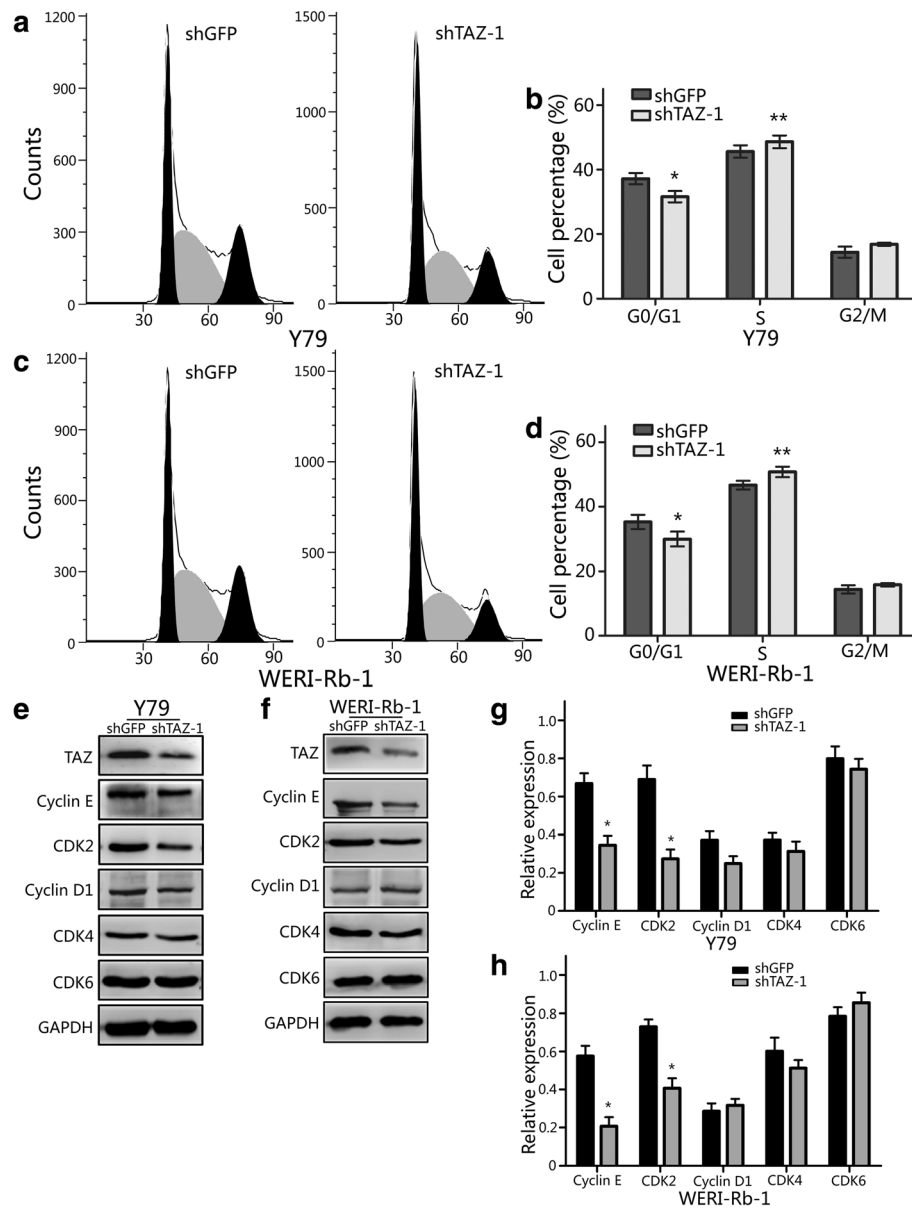 a
shGFP
1200
900
600
300
0
Counts
30
60
90
shTAZ-1
1500
1000
500
0
30
60
90
Y79
b
shGFP
shTAZ-1
Cell percentage (%)
60
40
20
0
*
**
G0/G1
S
G2/M
Y79
c
shGFP
1200
900
600
300
0
Counts
30
60
90
shTAZ-1
1500
1000
500
0
30
60
90
WERI-Rb-1
d
shGFP
shTAZ-1
Cell percentage (%)
60
40
20
0
*
**
G0/G1
S
G2/M
WERI-Rb-1
e
Y79
shGFP shTAZ-1
TAZ
Cyclin E
CDK2
Cyclin D1
CDK4
CDK6
GAPDH
f
WERI-Rb-1
shGFP shTAZ-1
TAZ
Cyclin E
CDK2
Cyclin D1
CDK4
CDK6
GAPDH
g
shGFP
shTAZ-1
Relative expression
1.0
0.8
0.6
0.4
0.2
0
*
*
Cyclin E
CDK2
Cyclin D1
CDK4
CDK6
Y79
h
shGFP
shTAZ-1
Relative expression
1.0
0.8
0.6
0.4
0.2
0
*
*
Cyclin E
CDK2
Cyclin D1
CDK4
CDK6
WERI-Rb-1